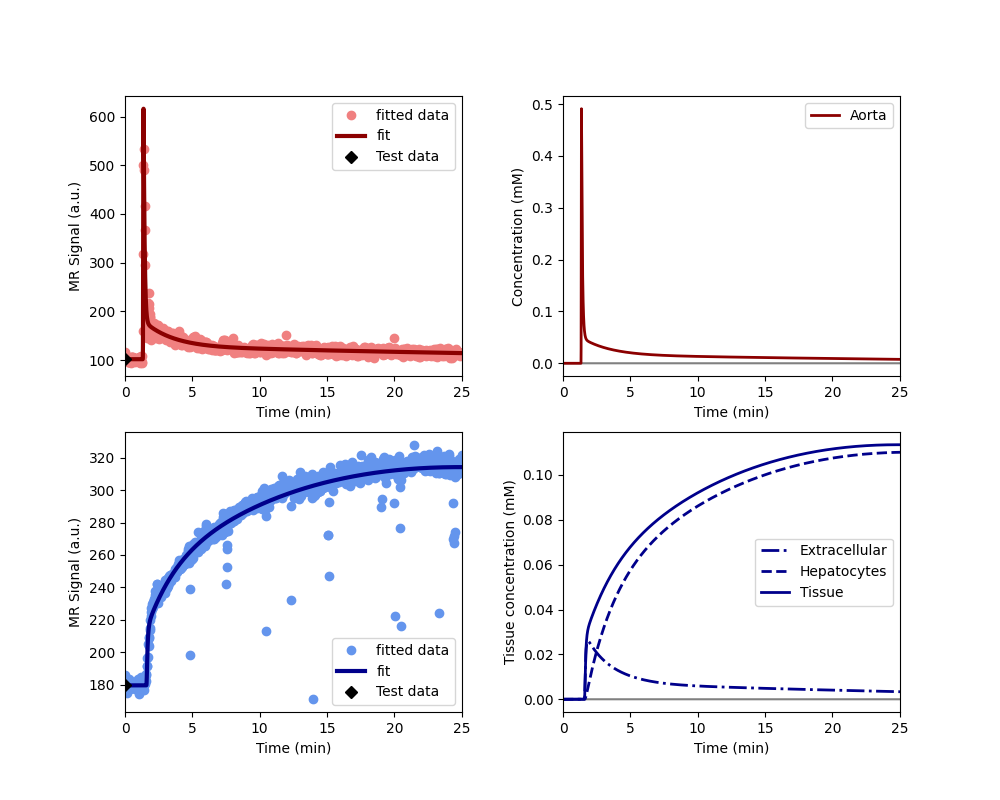 600
500
400
300
200
100
MR Signal (a.u.)
fitted data
fit
Test data
0 5 10 15 20 25
Time (min)
0.5
0.4
0.3
0.2
0.1
0.0
Concentration (mM)
Aorta
0 5 10 15 20 25
Time (min)
320
300
280
260
240
220
200
180
MR Signal (a.u.)
fitted data
fit
Test data
0 5 10 15 20 25
Time (min)
0.10
0.08
0.06
0.04
0.02
0.00
Tissue concentration (mM)
Extracellular
Hepatocytes
Tissue
0 5 10 15 20 25
Time (min)